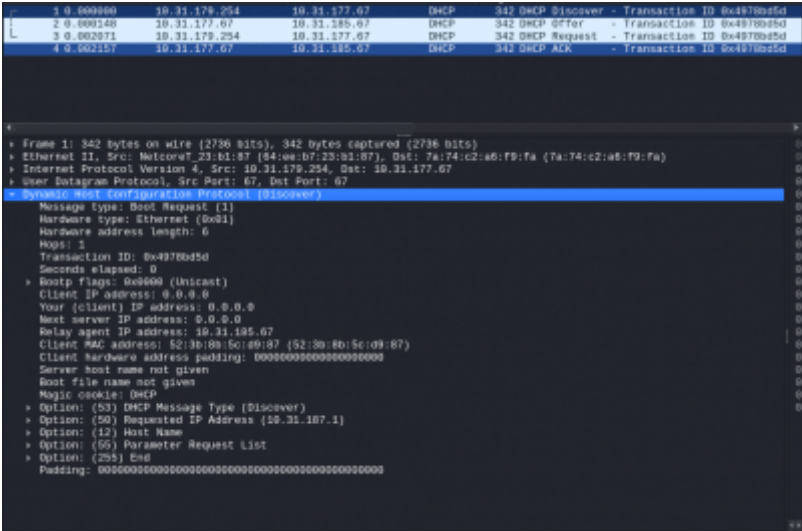 1 0.000000 10.31.179.254 10.31.177.67 DHCP 342 DHCP Discover - Transaction ID 0x4978bd5d
2 0.000148 10.31.177.67 10.31.185.67 DHCP 342 DHCP Offer - Transaction ID 0x4978bd5d
3 0.002071 10.31.179.254 10.31.177.67 DHCP 342 DHCP Request - Transaction ID 0x4978bd5d
4 0.002157 10.31.177.67 10.31.185.67 DHCP 342 DHCP ACK - Transaction ID 0x4978bd5d
Frame 1: 342 bytes on wire (2736 bits), 342 bytes captured (2736 bits)
Ethernet II, Src: NetcoreT_23:b1:87 (64:ee:b7:23:b1:87), Dst: 7a:74:c2:a6:f9:fa (7a:74:c2:a6:f9:fa)
Internet Protocol Version 4, Src: 10.31.179.254, Dst: 10.31.177.67
User Datagram Protocol, Src Port: 67, Dst Port: 67
Dynamic Host Configuration Protocol (Discover)
Message type: Boot Request (1)
Hardware type: Ethernet (0x01)
Hardware address length: 6
Hops: 1
Transaction ID: 0x4978bd5d
Seconds elapsed: 0
Bootp flags: 0x0000 (Unicast)
Client IP address: 0.0.0.0
Your (client) IP address: 0.0.0.0
Next server IP address: 0.0.0.0
Relay agent IP address: 10.31.185.67
Client MAC address: 52:3b:8b:5c:d9:87 (52:3b:8b:5c:d9:87)
Client hardware address padding: 00000000000000000000
Server host name not given
Boot file name not given
Magic cookie: DHCP
Option: (53) DHCP Message Type (Discover)
Option: (50) Requested IP Address (10.31.187.1)
Option: (12) Host Name
Option: (55) Parameter Request List
Option: (255) End
Padding: